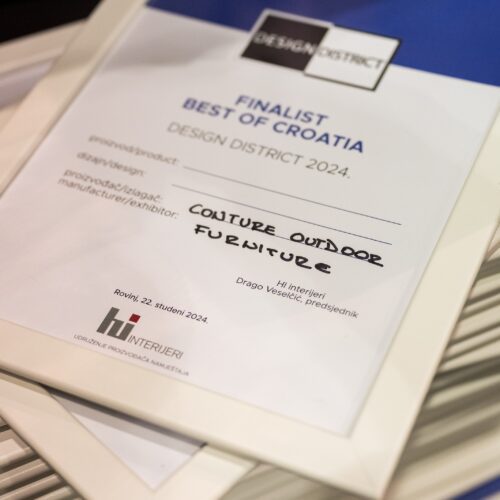 DESIGN DISTRICT
FINALIST
BEST OF CROATIA
DESIGN DISTRICT 2024.
proizvod/product:
dizajn/design:
proizvođač/izlagač:
manufacturer/exhibitor:
CONTURE OUTDOOR
FURNITURE
Hi interijeri
Drago Veselčić, predsjednik
Rovinj, 22. studeni 2024.
hi INTERIJERI
UDRUŽENJE PROIZVOĐAČA NAMJEŠTAJA